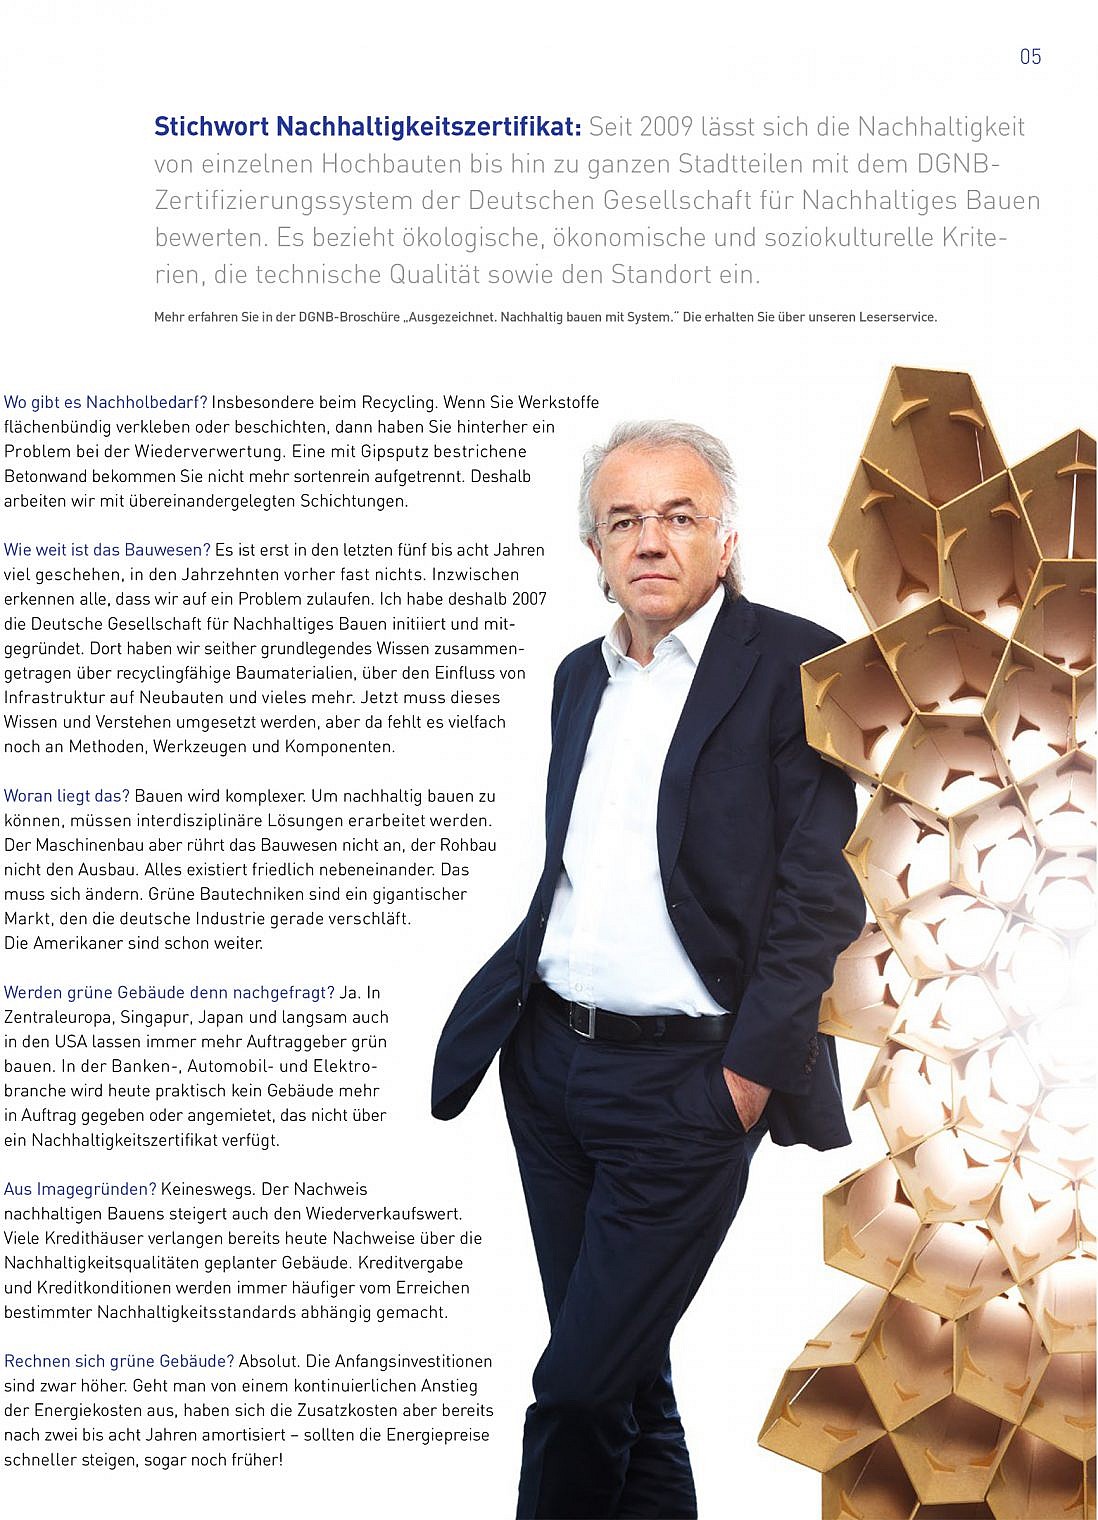 05
Stichwort Nachhaltigkeitszertifikat: Seit 2009 lässt sich die Nachhaltigkeit
von einzelnen Hochbauten bis hin zu ganzen Stadtteilen mit dem DGNB-
Zertifizierungssystem der Deutschen Gesellschaft für Nachhaltiges Bauen
bewerten. Es bezieht ökologische, ökonomische und soziokulturelle Krite-
rien, die technische Qualität sowie den Standort ein.
Mehr erfahren Sie in der DGNB-Broschüre „Ausgezeichnet. Nachhaltig bauen mit System.“ Die erhalten Sie über unseren Leserservice.
Wo gibt es Nachholbedarf? Insbesondere beim Recycling. Wenn Sie Werkstoffe
flächenbündig verkleben oder beschichten, dann haben Sie hinterher ein
Problem bei der Wiederverwertung. Eine mit Gipsputz bestrichene
Betonwand bekommen Sie nicht mehr sortenrein aufgetrennt. Deshalb
arbeiten wir mit übereinandergelegten Schichtungen.
Wie weit ist das Bauwesen? Es ist erst in den letzten fünf bis acht Jahren
viel geschehen, in den Jahrzehnten vorher fast nichts. Inzwischen
erkennen alle, dass wir auf ein Problem zulaufen. Ich habe deshalb 2007
die Deutsche Gesellschaft für Nachhaltiges Bauen initiiert und mit-
gegründet. Dort haben wir seither grundlegendes Wissen zusammen-
getragen über recyclingfähige Baumaterialien, über den Einfluss von
Infrastruktur auf Neubauten und vieles mehr. Jetzt muss dieses
Wissen und Verstehen umgesetzt werden, aber da fehlt es vielfach
noch an Methoden, Werkzeugen und Komponenten.
Woran liegt das? Bauen wird komplexer. Um nachhaltig bauen zu
können, müssen interdisziplinäre Lösungen erarbeitet werden.
Der Maschinenbau aber rührt das Bauwesen nicht an, der Rohbau
nicht den Ausbau. Alles existiert friedlich nebeneinander. Das
muss sich ändern. Grüne Bautechniken sind ein gigantischer
Markt, den die deutsche Industrie gerade verschläft.
Die Amerikaner sind schon weiter.
Werden grüne Gebäude denn nachgefragt? Ja. In
Zentraleuropa, Singapur, Japan und langsam auch
in den USA lassen immer mehr Auftraggeber grün
bauen. In der Banken-, Automobil- und Elektro-
branche wird heute praktisch kein Gebäude mehr
in Auftrag gegeben oder angemietet, das nicht über
ein Nachhaltigkeitszertifikat verfügt.
Aus Imagegründen? Keineswegs. Der Nachweis
nachhaltigen Bauens steigert auch den Wiederverkaufswert.
Viele Kredithäuser verlangen bereits heute Nachweise über die
Nachhaltigkeitsqualitäten geplanter Gebäude. Kreditvergabe
und Kreditkonditionen werden immer häufiger vom Erreichen
bestimmter Nachhaltigkeitsstandards abhängig gemacht.
Rechnen sich grüne Gebäude? Absolut. Die Anfangsinvestitionen
sind zwar höher. Geht man von einem kontinuierlichen Anstieg
der Energiekosten aus, haben sich die Zusatzkosten aber bereits
nach zwei bis acht Jahren amortisiert – sollten die Energiepreise
schneller steigen, sogar noch früher!